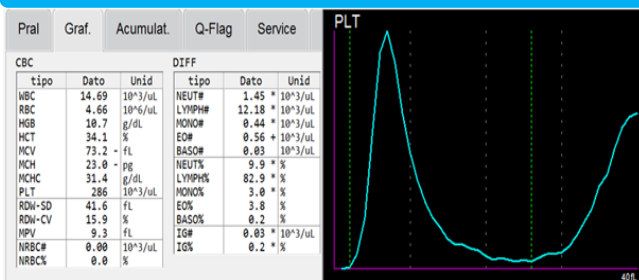 Pral Graf. Acumulat. Q-Flag Service
PLT
CBC DIFF
tipo Dato Unid tipo Dato Unid
WBC 14.69 10^3/uL NEUT# 1.45 * 10^3/uL
RBC 4.66 10^6/uL LYMPH# 12.18 * 10^3/uL
HGB 10.7 g/dL MONO# 0.44 * 10^3/uL
HCT 34.1 % EO# 0.56 + 10^3/uL
MCV 73.2 - fL BASO# 0.03 10^3/uL
MCH 23.0 - pg NEUT% 9.9 * %
MCHC 31.4 g/dL LYMPH% 82.9 * %
PLT 286 10^3/uL MONO% 3.0 * %
RDW-SD 41.6 fL EO% 3.8 %
RDW-CV 15.9 % BASO% 0.2 %
MPV 9.3 fL IG# 0.03 * 10^3/uL
NRBC# 0.00 10^3/uL IG% 0.2 * %
NRBC% 0.0 %
40fL